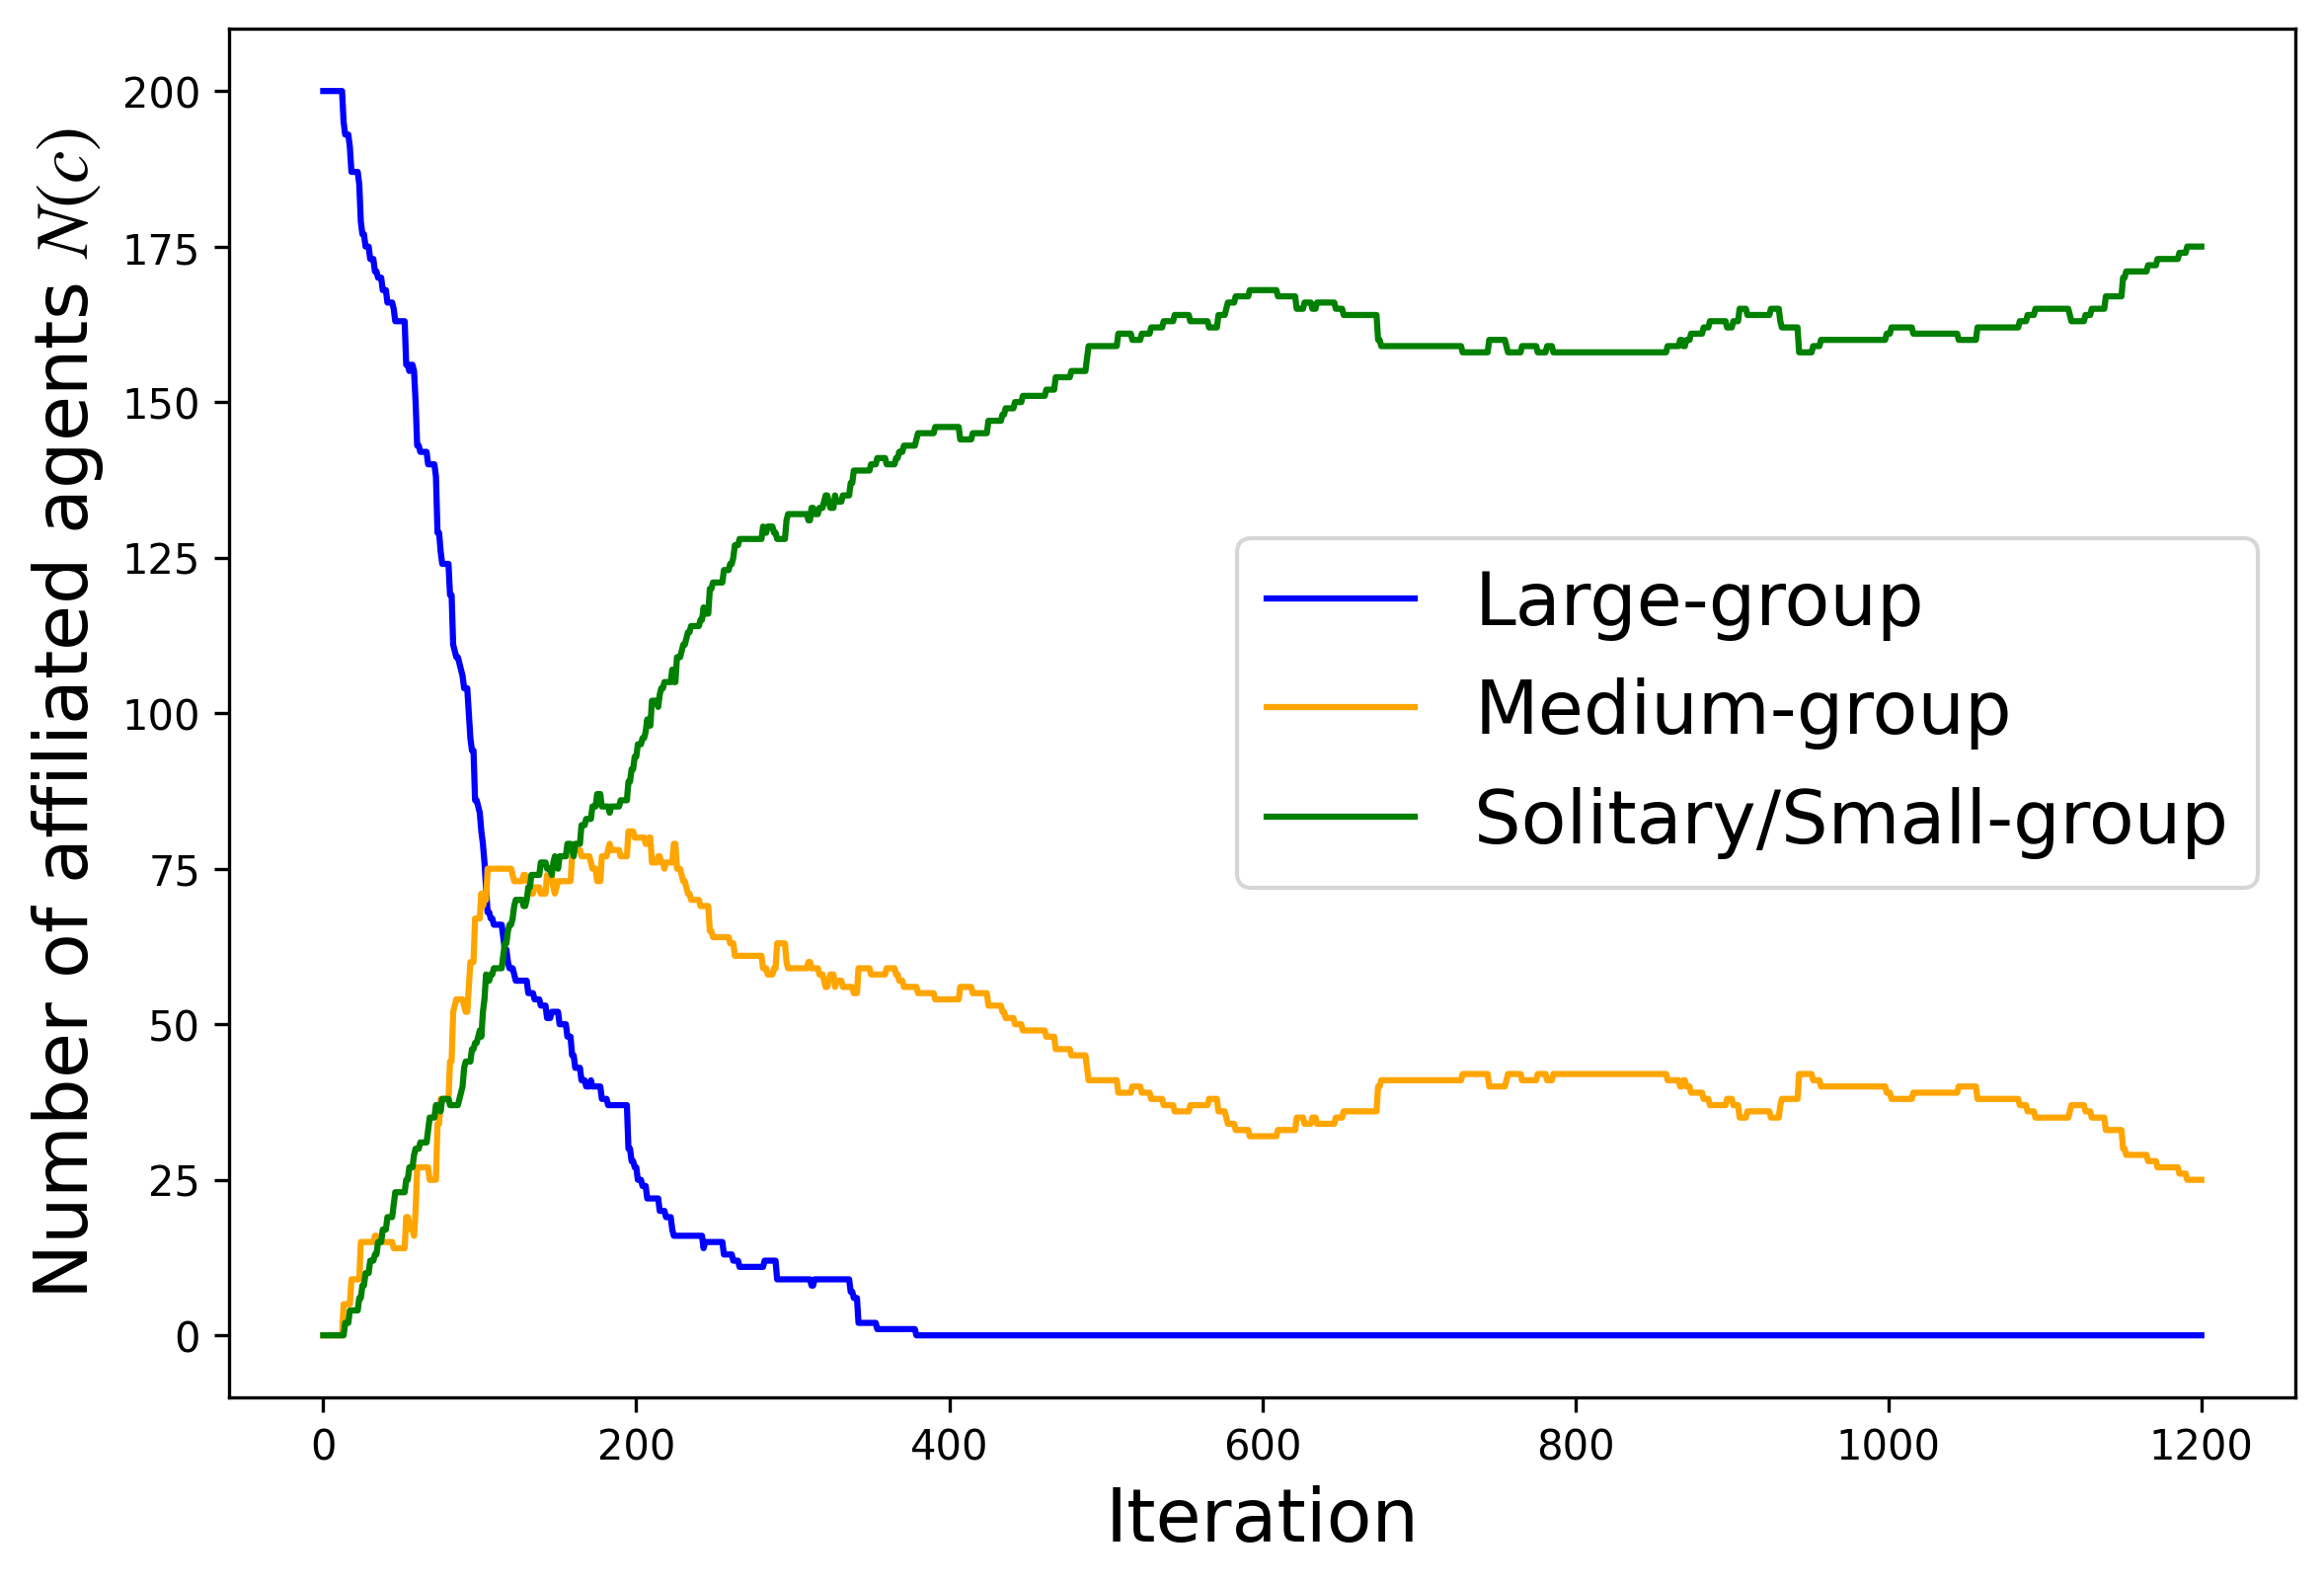 Number of affiliated agents N(c)
200
175
150
125
100
75
50
25
0
Large-group
Medium-group
Solitary/Small-group
0 200 400 600 800 1000 1200
Iteration